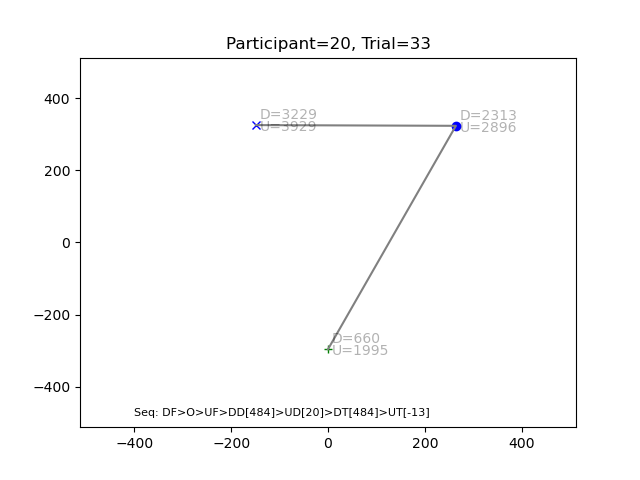 Participant=20, Trial=33
400
200
0
−200
−400
D=3229
U=3929
D=2313
U=2896
D=660
U=1995
Seq: DF>O>UF>DD[484]>UD[20]>DT[484]>UT[-13]
−400 −200 0 200 400